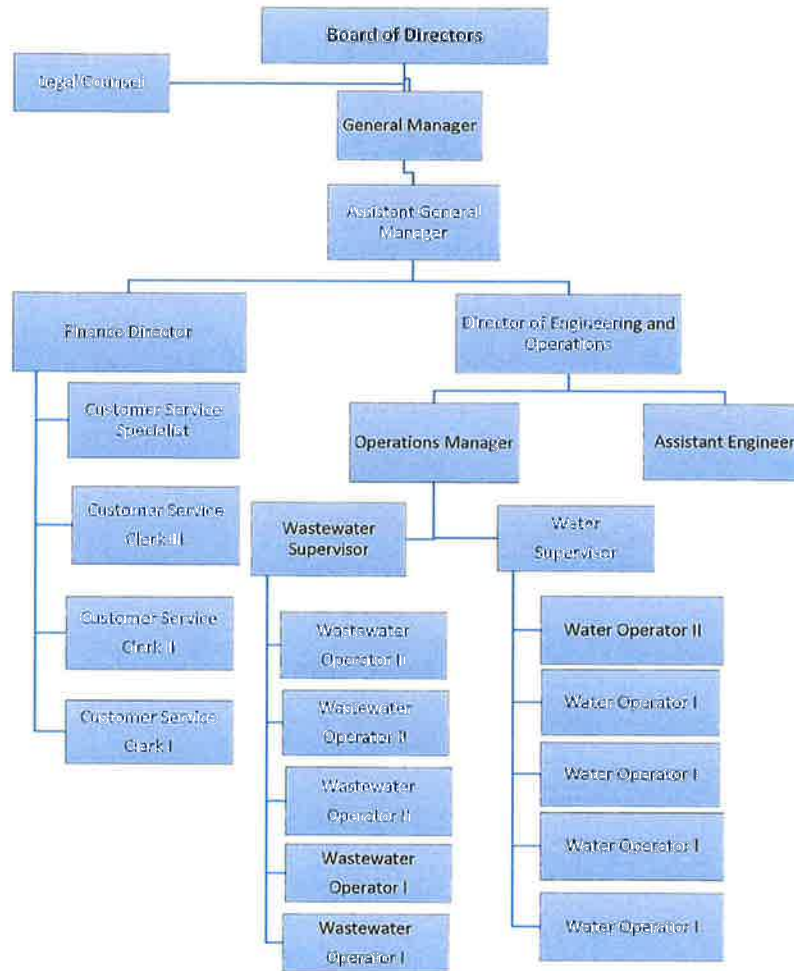 Board of Directors
Legal Counsel
General Manager
Assistant General
Manager
Finance Director
Director of Engineering and
Operations
Customer Service
Specialist
Customer Service
Clerk III
Customer Service
Clerk II
Customer Service
Clerk I
Operations Manager
Assistant Engineer
Wastewater
Supervisor
Water
Supervisor
Wastewater
Operator II
Wastewater
Operator II
Wastewater
Operator II
Wastewater
Operator I
Wastewater
Operator I
Water Operator II
Water Operator I
Water Operator I
Water Operator I
Water Operator I